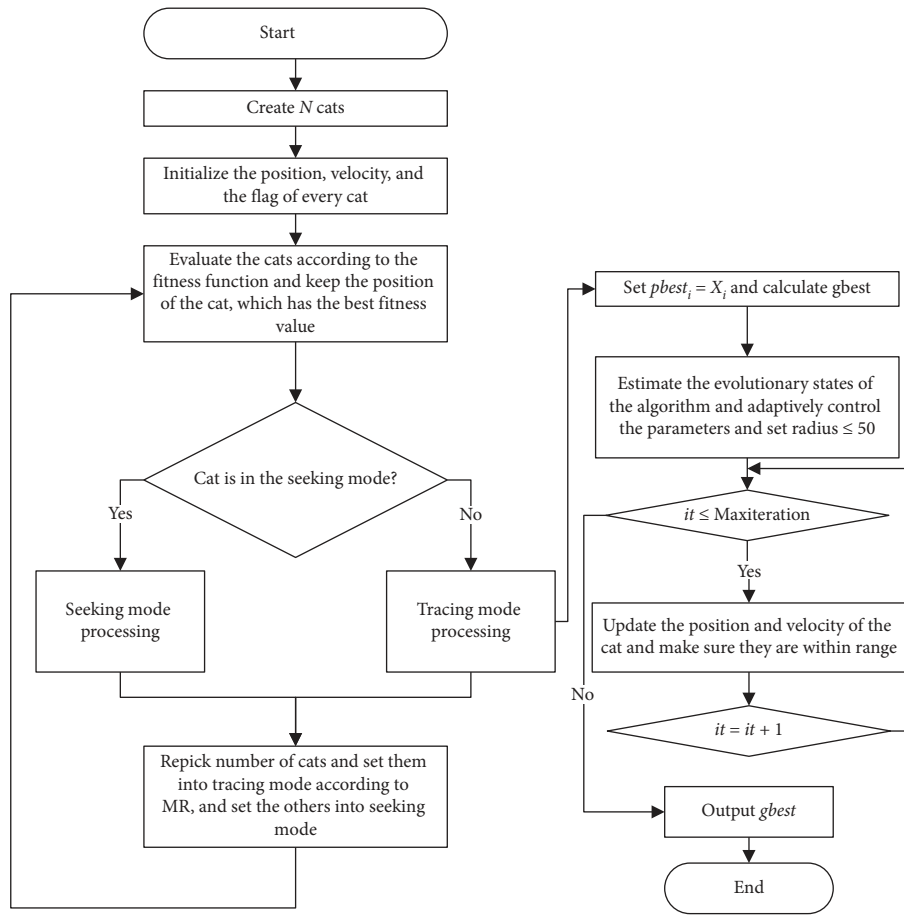 Start
Create N cats
Initialize the position, velocity, and
the flag of every cat
Evaluate the cats according to the
fitness function and keep the position
of the cat, which has the best fitness
value
Cat is in the seeking mode?
Yes
No
Seeking mode
processing
Tracing mode
processing
Repick number of cats and set them
into tracing mode according to
MR, and set the others into seeking
mode
Set pbest_i = X_i and calculate gbest
Estimate the evolutionary states of
the algorithm and adaptively control
the parameters and set radius ≤ 50
it ≤ Maxiteration
Yes
Update the position and velocity of the
cat and make sure they are within range
No
it = it + 1
Output gbest
End